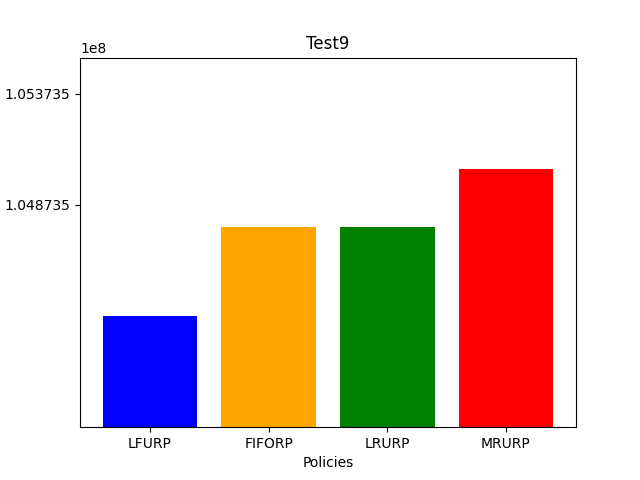 Test9
1e8
1.053735
1.048735
LFURP FIFORP LRURP MRURP
Policies